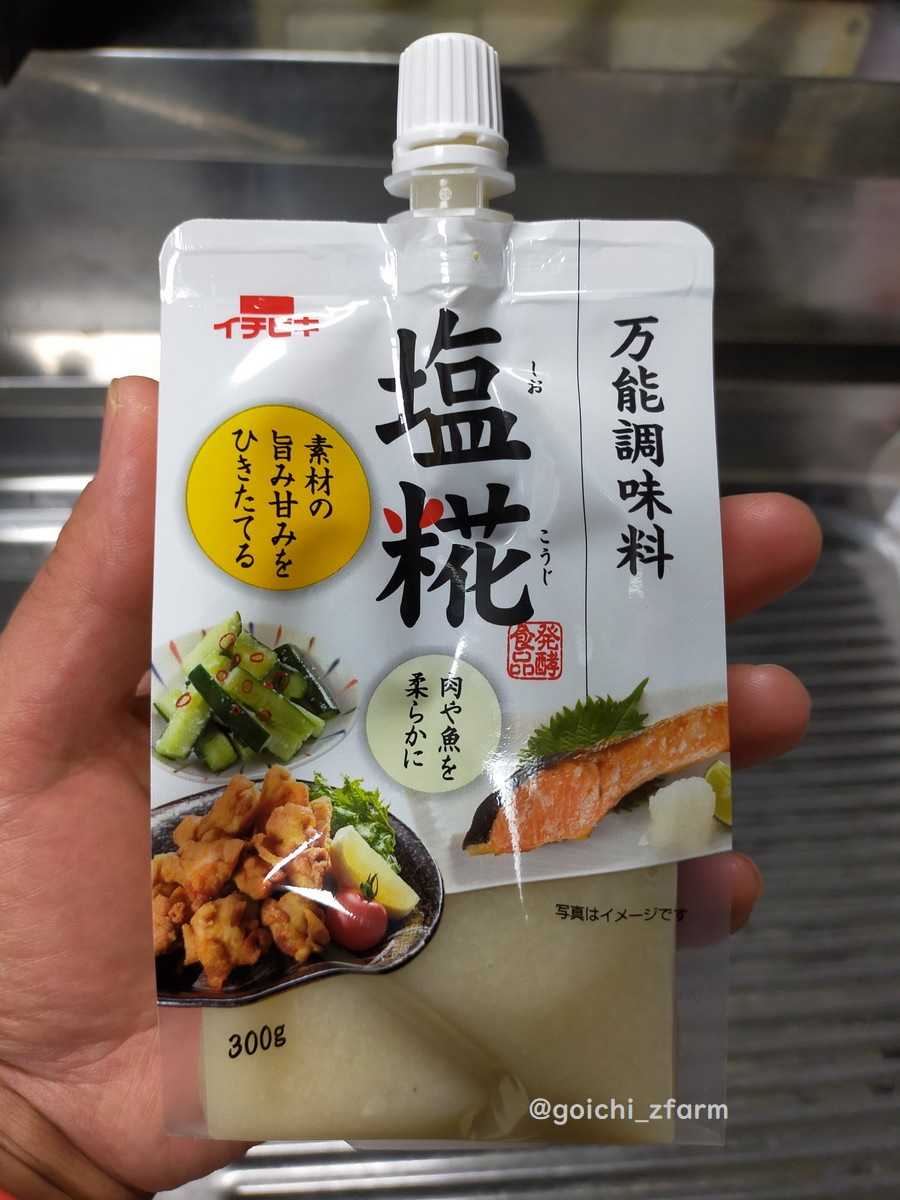 イチビキ
万能調味料
塩糀
しお
こうじ
素材の
旨み甘みを
ひきたてる
発酵
食品
肉や魚を
柔らかに
写真はイメージです
300g
@goichi_zfarm